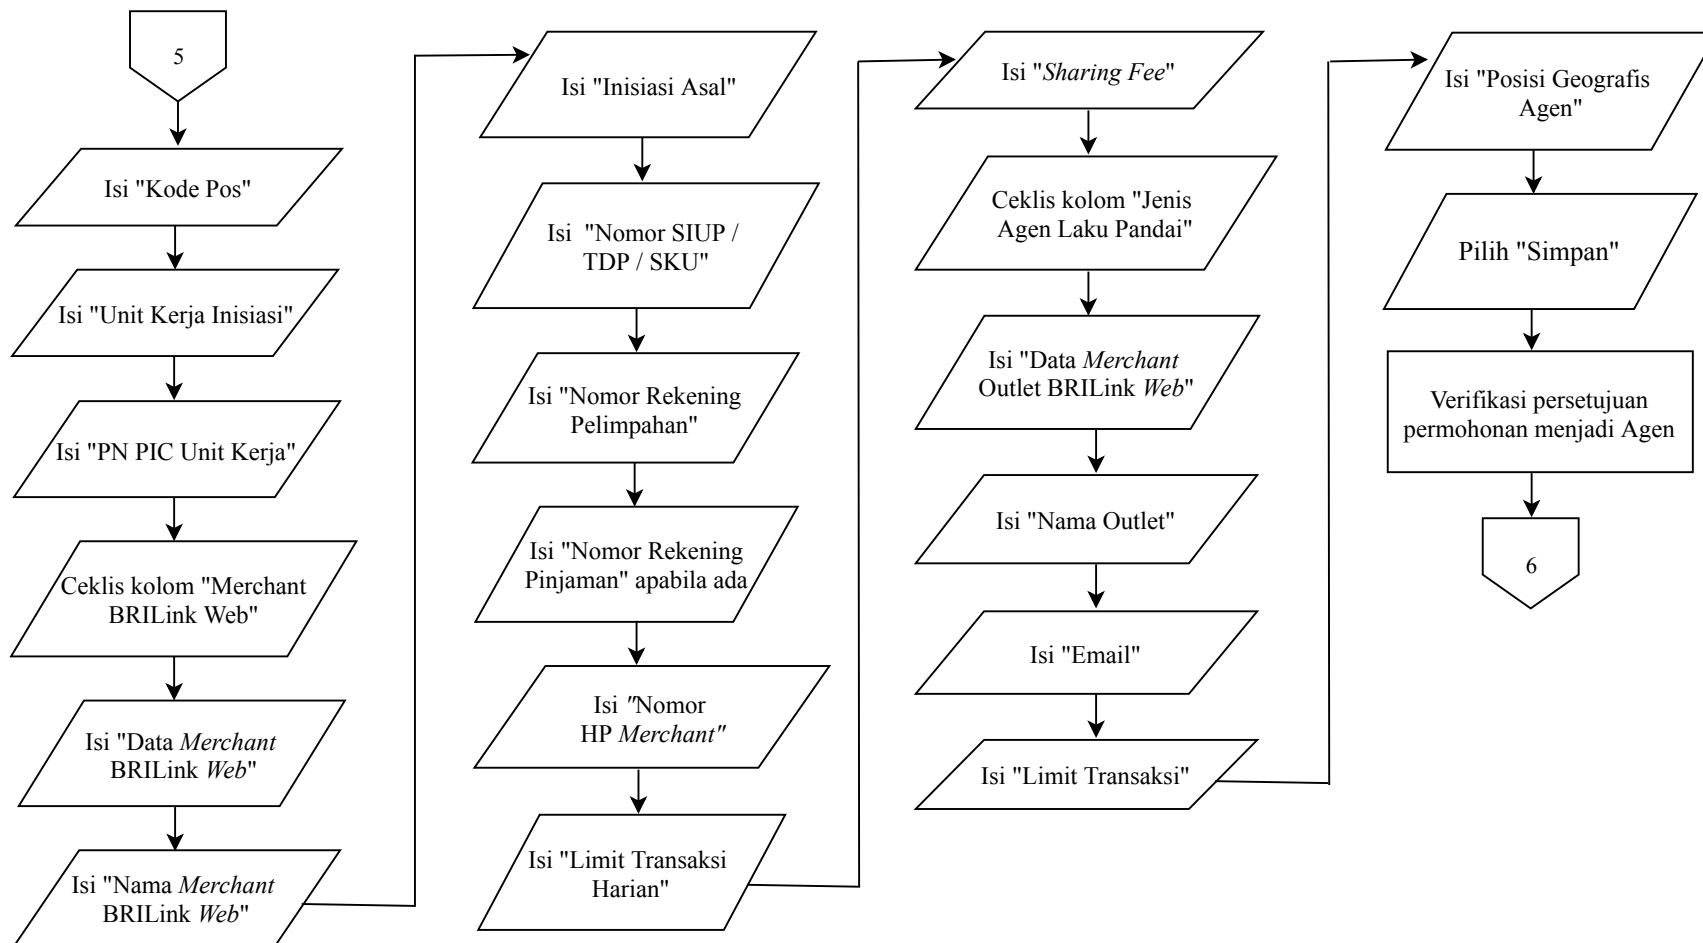 5
Isi "Kode Pos"
Isi "Unit Kerja Inisiasi"
Isi "PN PIC Unit Kerja"
Ceklis kolom "Merchant
BRILink Web"
Isi "Data Merchant
BRILink Web"
Isi "Nama Merchant
BRILink Web"
Isi "Inisiasi Asal"
Isi "Nomor SIUP /
TDP / SKU"
Isi "Nomor Rekening
Pelimpahan"
Isi "Nomor Rekening
Pinjaman" apabila ada
Isi "Nomor
HP Merchant"
Isi "Limit Transaksi
Harian"
Isi "Sharing Fee"
Ceklis kolom "Jenis
Agen Laku Pandai"
Isi "Data Merchant
Outlet BRILink Web"
Isi "Nama Outlet"
Isi "Email"
Isi "Limit Transaksi"
Isi "Posisi Geografis
Agen"
Pilih "Simpan"
Verifikasi persetujuan
permohonan menjadi Agen
6